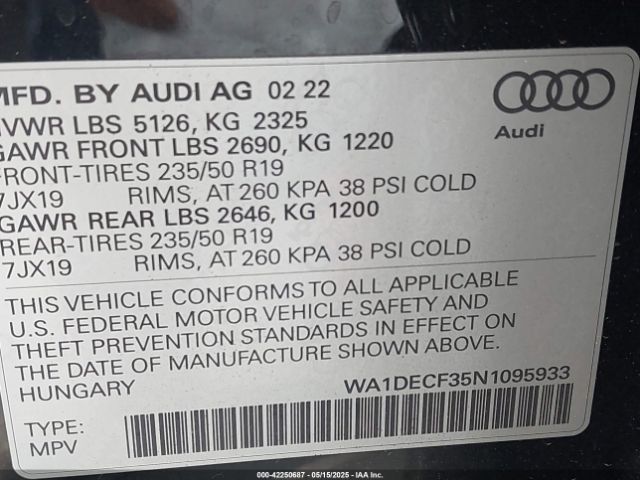 MFD. BY AUDI AG 02 22
GVWR LBS 5126, KG 2325
GAWR FRONT LBS 2690, KG 1220
FRONT-TIRES 235/50 R19
7JX19 RIMS, AT 260 KPA 38 PSI COLD
GAWR REAR LBS 2646, KG 1200
REAR-TIRES 235/50 R19
7JX19 RIMS, AT 260 KPA 38 PSI COLD
Audi
THIS VEHICLE CONFORMS TO ALL APPLICABLE
U.S. FEDERAL MOTOR VEHICLE SAFETY AND
THEFT PREVENTION STANDARDS IN EFFECT ON
THE DATE OF MANUFACTURE SHOWN ABOVE.
HUNGARY
WA1DECF35N1095933
TYPE:
MPV
000-42250687 - 05/15/2025 - IAA Inc.